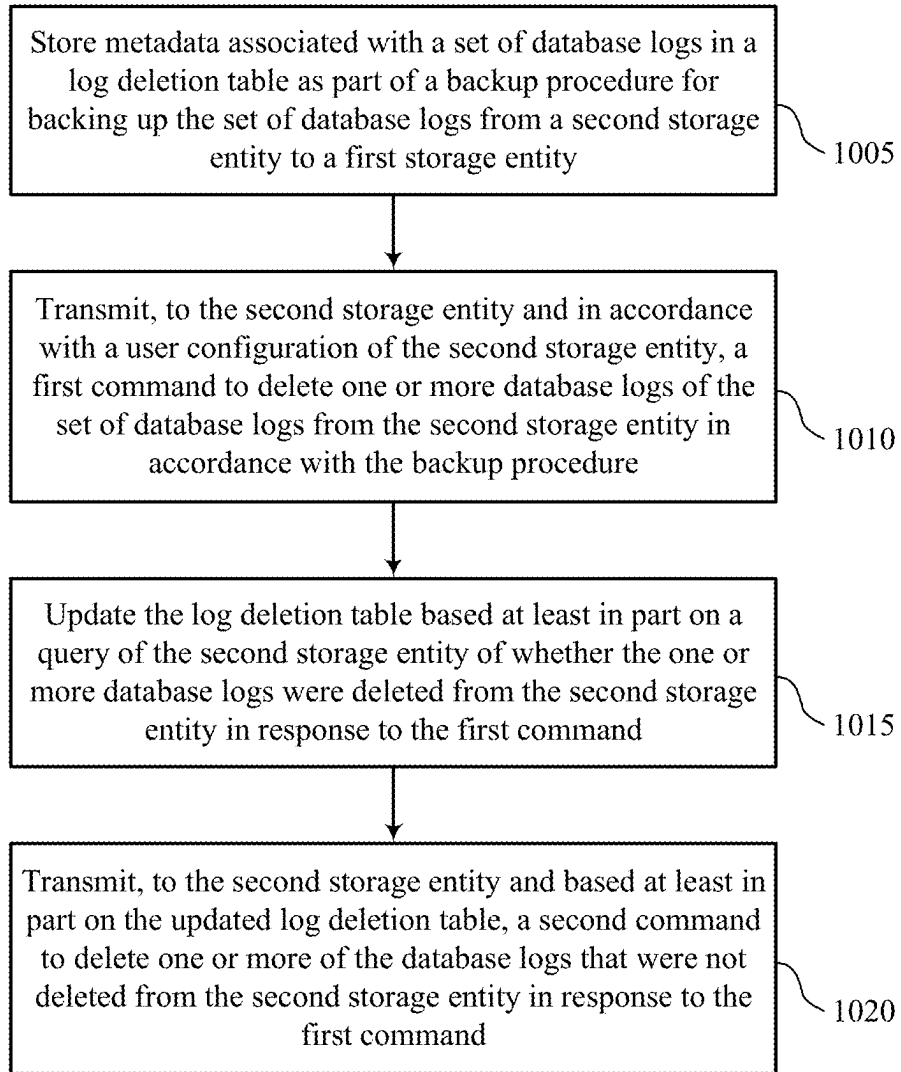 Store metadata associated with a set of database logs in a
log deletion table as part of a backup procedure for
backing up the set of database logs from a second storage
entity to a first storage entity
1005
Transmit, to the second storage entity and in accordance
with a user configuration of the second storage entity, a
first command to delete one or more database logs of the
set of database logs from the second storage entity in
accordance with the backup procedure
1010
Update the log deletion table based at least in part on a
query of the second storage entity of whether the one or
more database logs were deleted from the second storage
entity in response to the first command
1015
Transmit, to the second storage entity and based at least in
part on the updated log deletion table, a second command
to delete one or more of the database logs that were not
deleted from the second storage entity in response to the
first command
1020